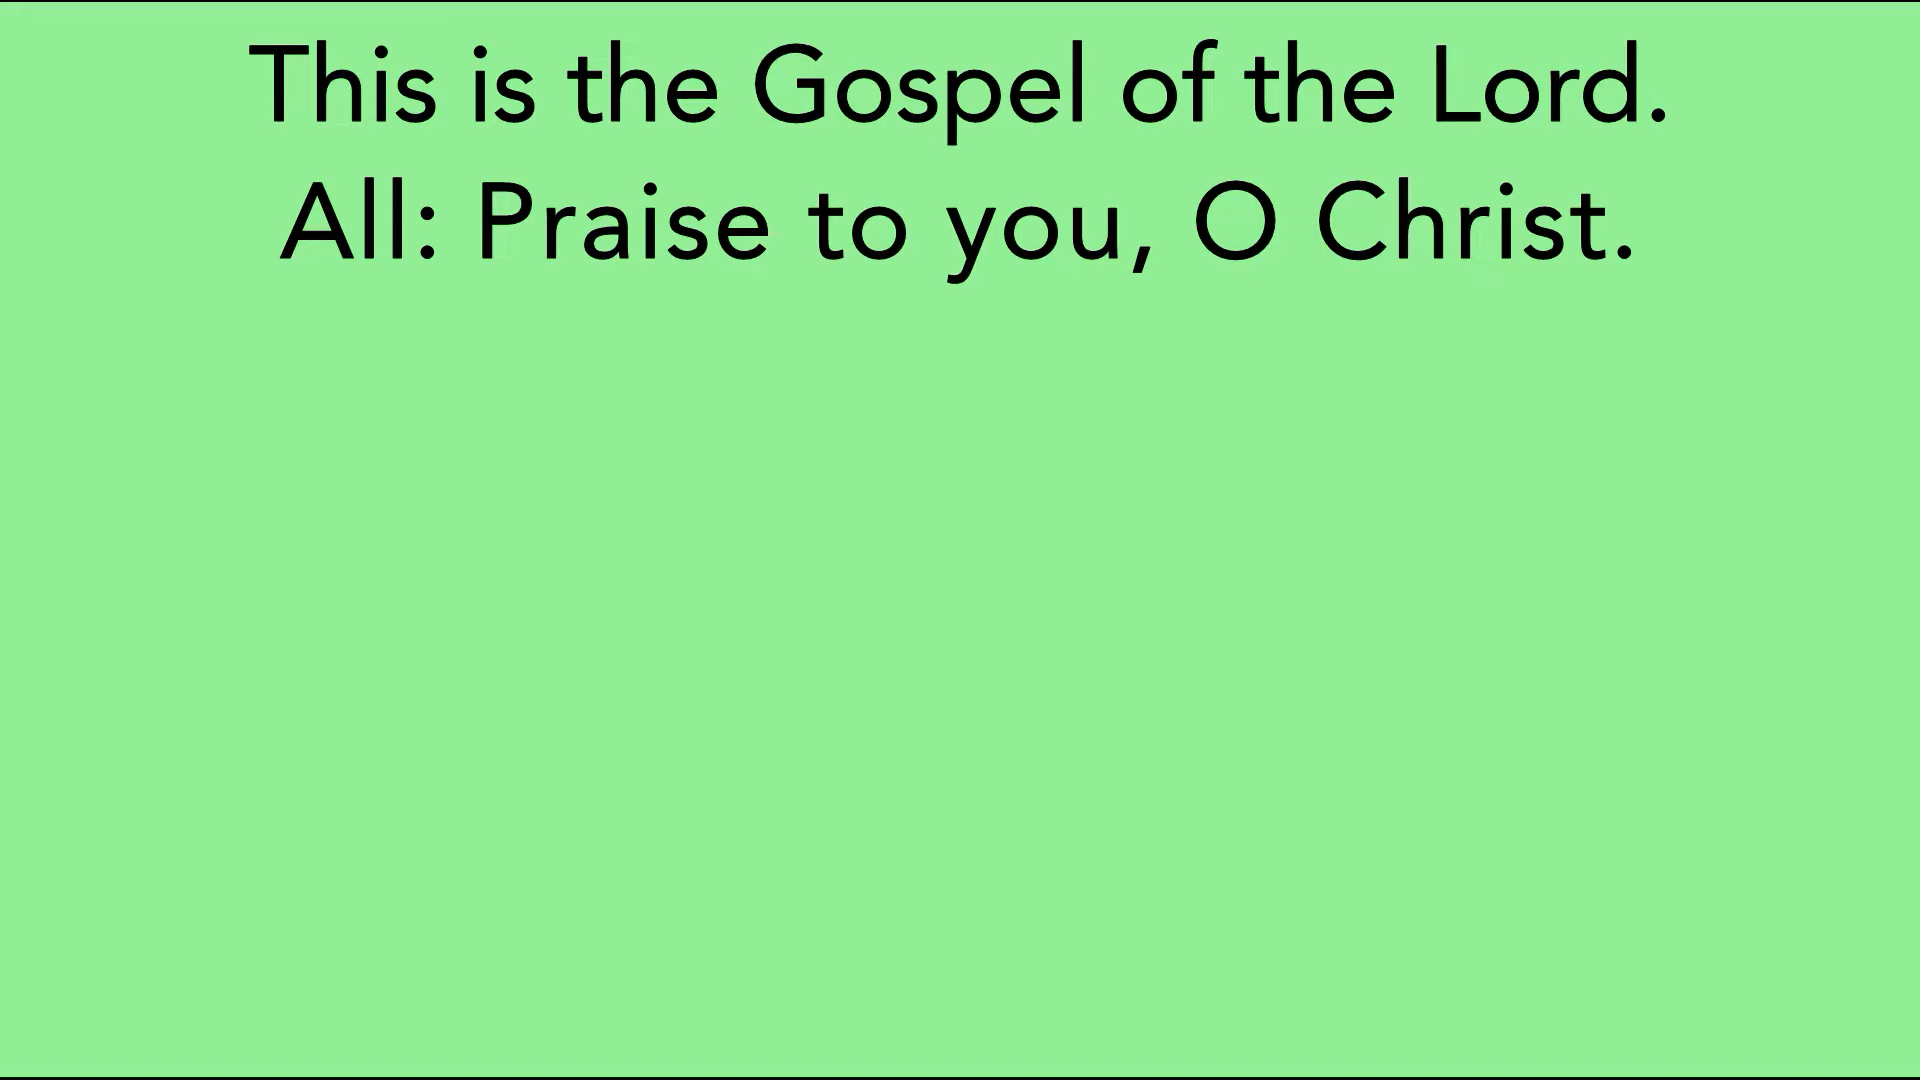 This is the Gospel of the Lord.
All: Praise to you, O Christ.